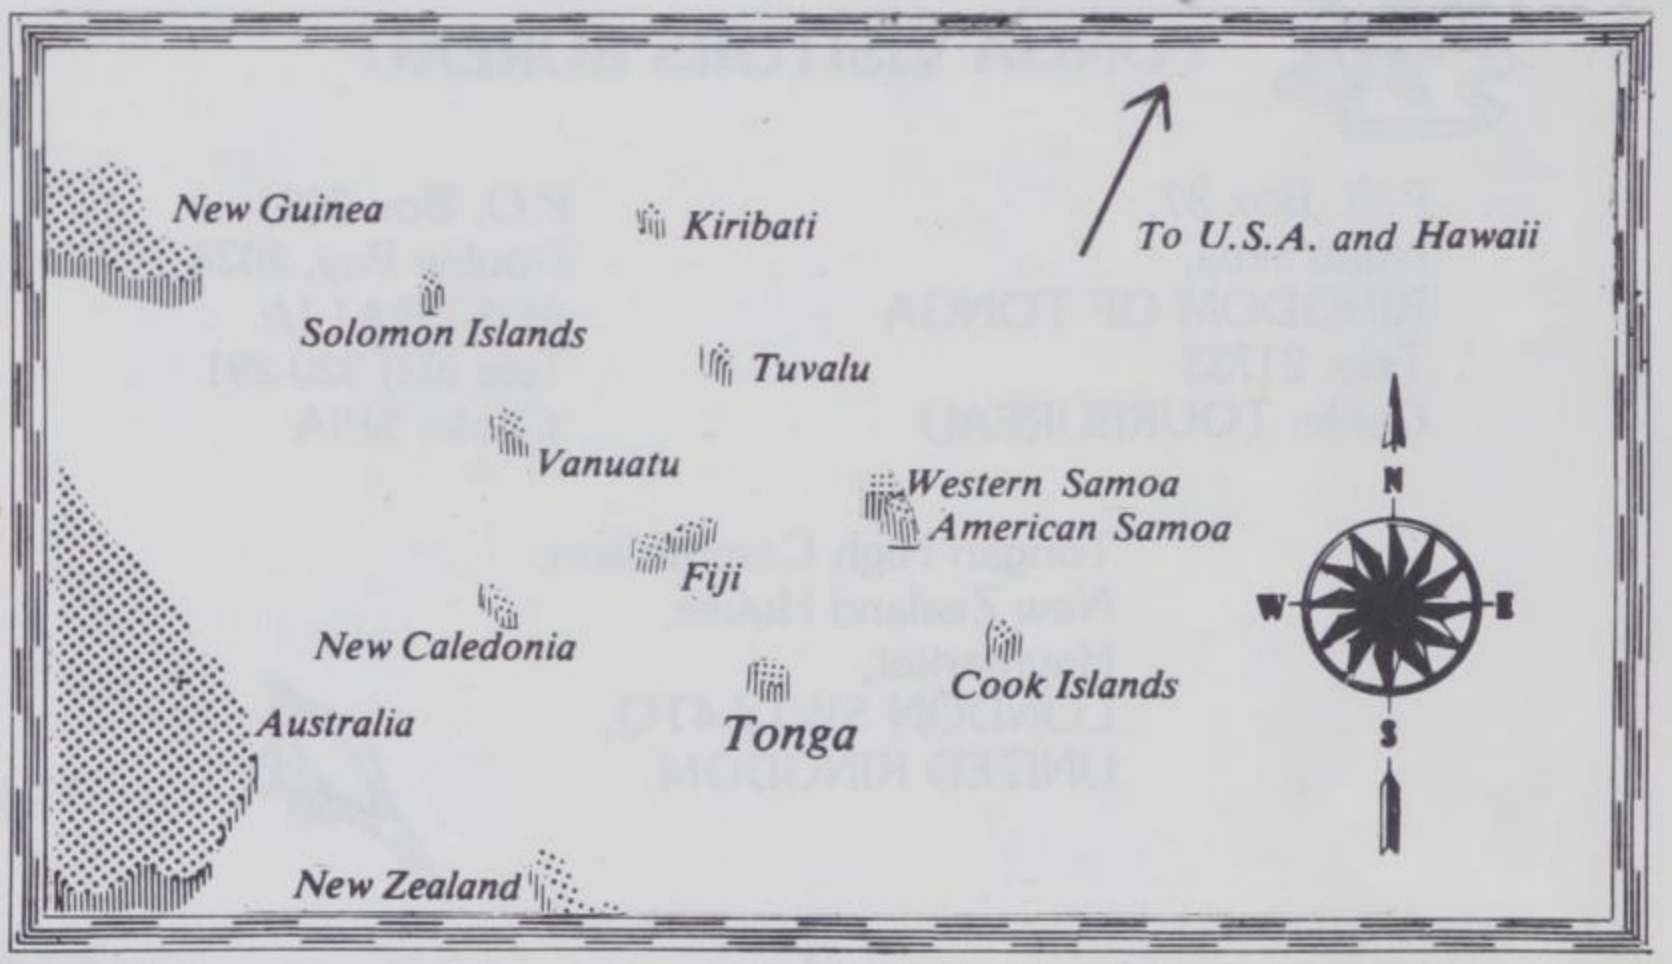 New Guinea
Kiribati
To U.S.A. and Hawaii
Solomon Islands
Tuvalu
Vanuatu
Western Samoa
American Samoa
N
Fiji
W
E
New Caledonia
Cook Islands
Australia
Tonga
S
New Zealand